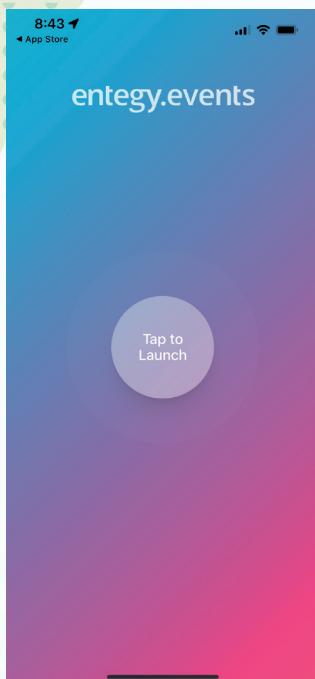 8:43
◀ App Store
entegy.events
Tap to
Launch